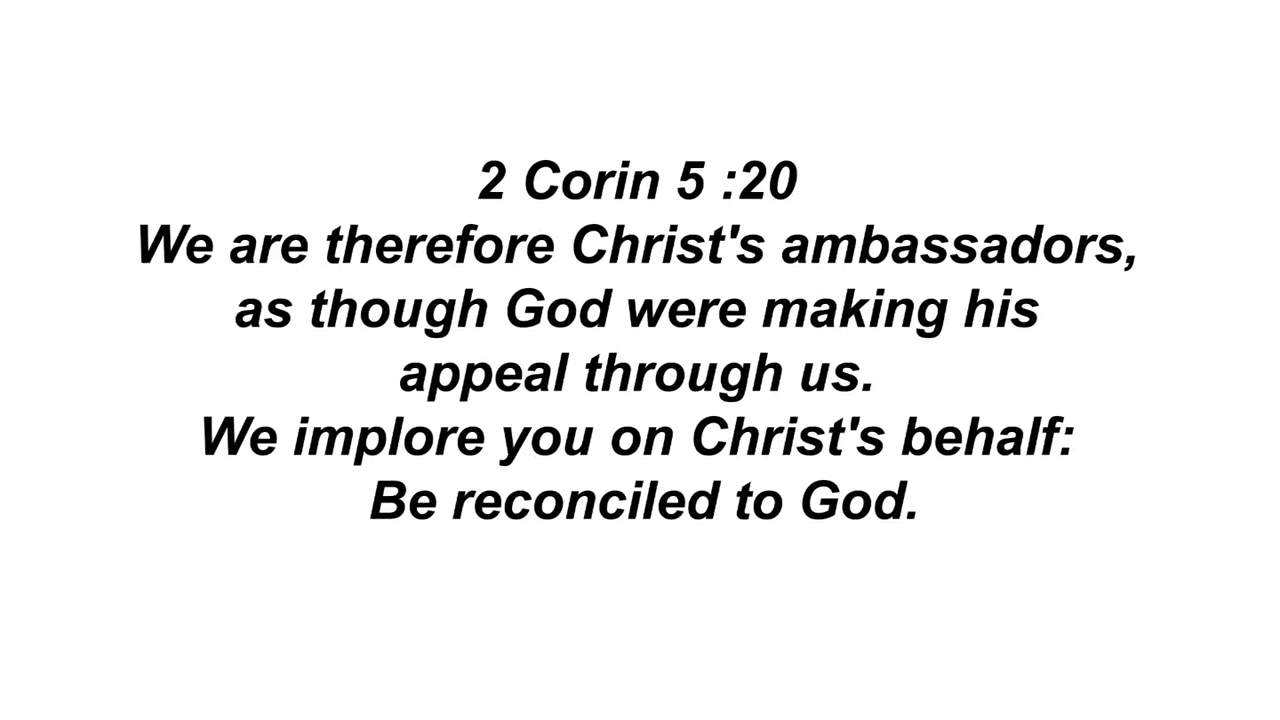 2 Corin 5 :20
We are therefore Christ's ambassadors,
as though God were making his
appeal through us.
We implore you on Christ's behalf:
Be reconciled to God.